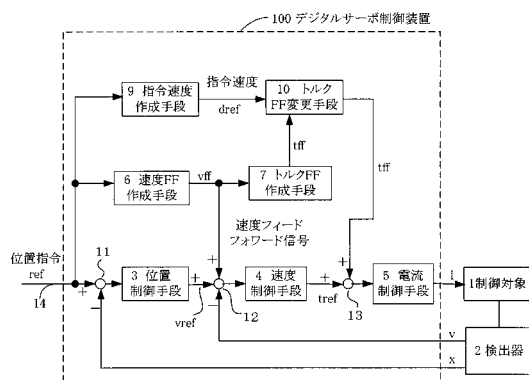 100 デジタルサーボ制御装置
9 指令速度
作成手段
指令速度
dref
10 トルク
FF変更手段
tff
tff
6 速度FF
作成手段
vff
7 トルクFF
作成手段
速度フィード
フォワード信号
位置指令
ref
14
11
+
−
3 位置
制御手段
+
vref
+
−
12
4 速度
制御手段
+
tref
+
13
5 電流
制御手段
i
1制御対象
v
2 検出器
x